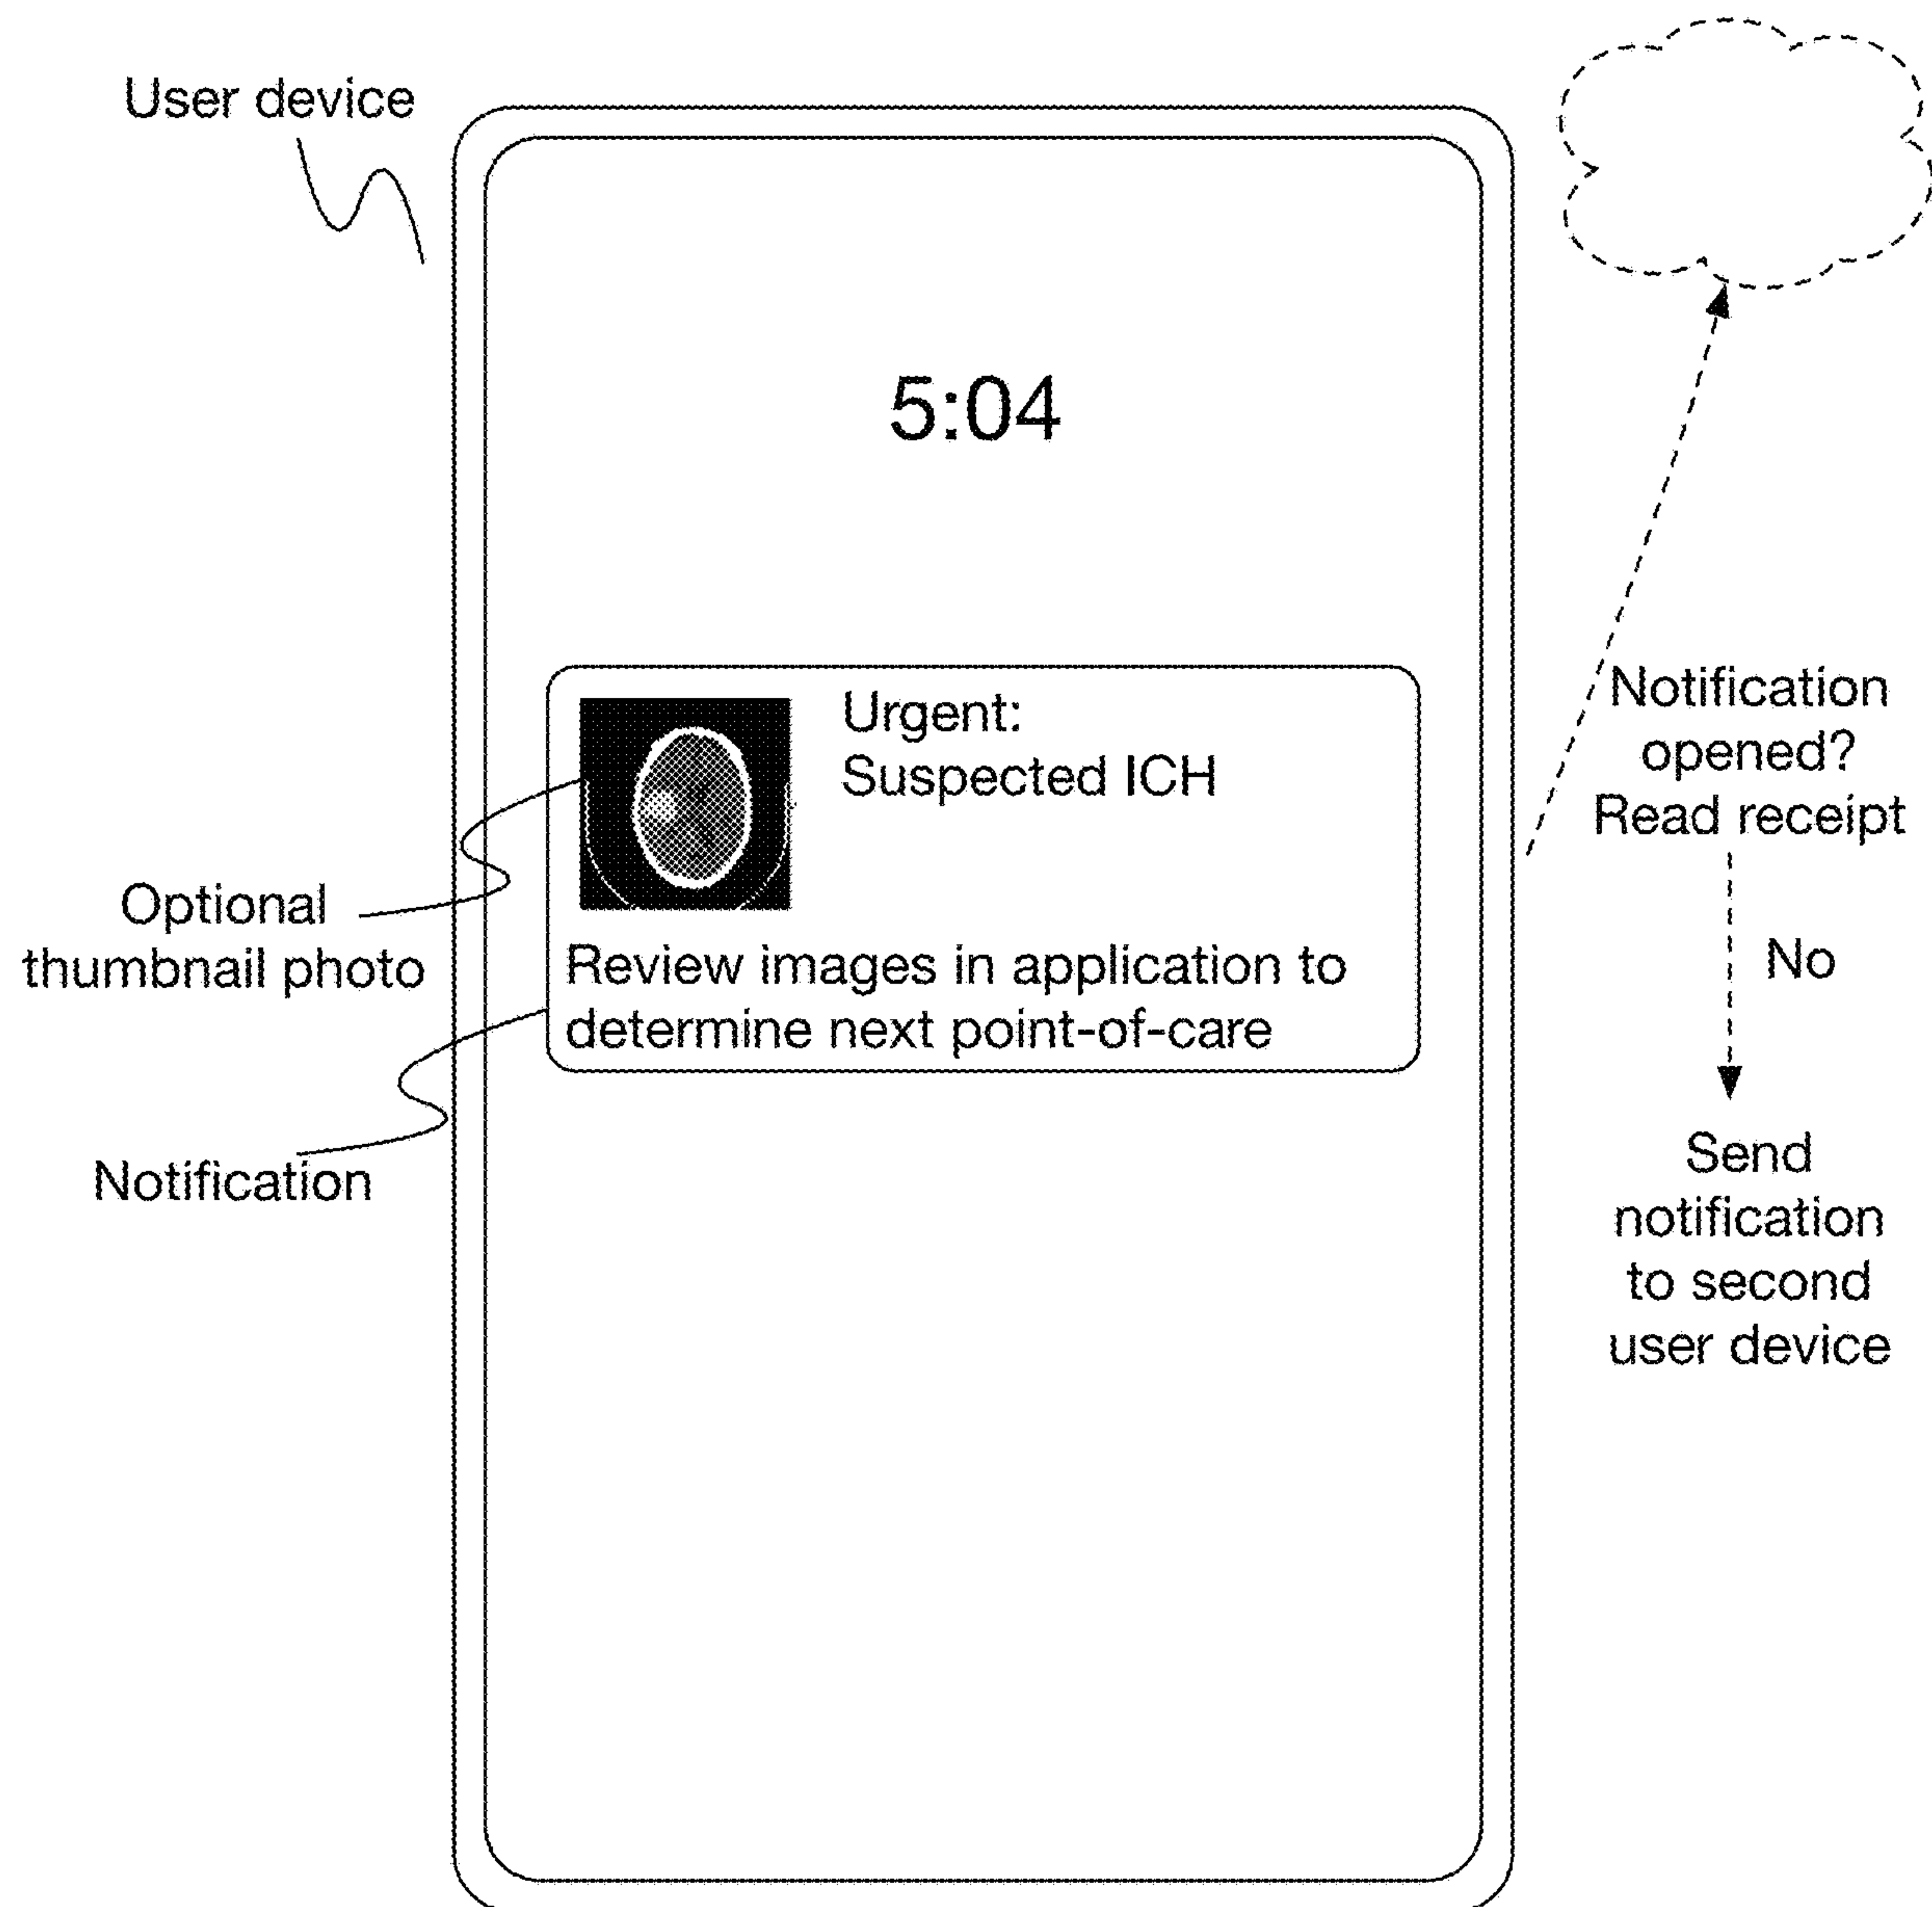 User device
5:04
Urgent:
Suspected ICH
Review images in application to
determine next point-of-care
Optional
thumbnail photo
Notification
Notification
opened?
Read receipt
No
Send
notification
to second
user device